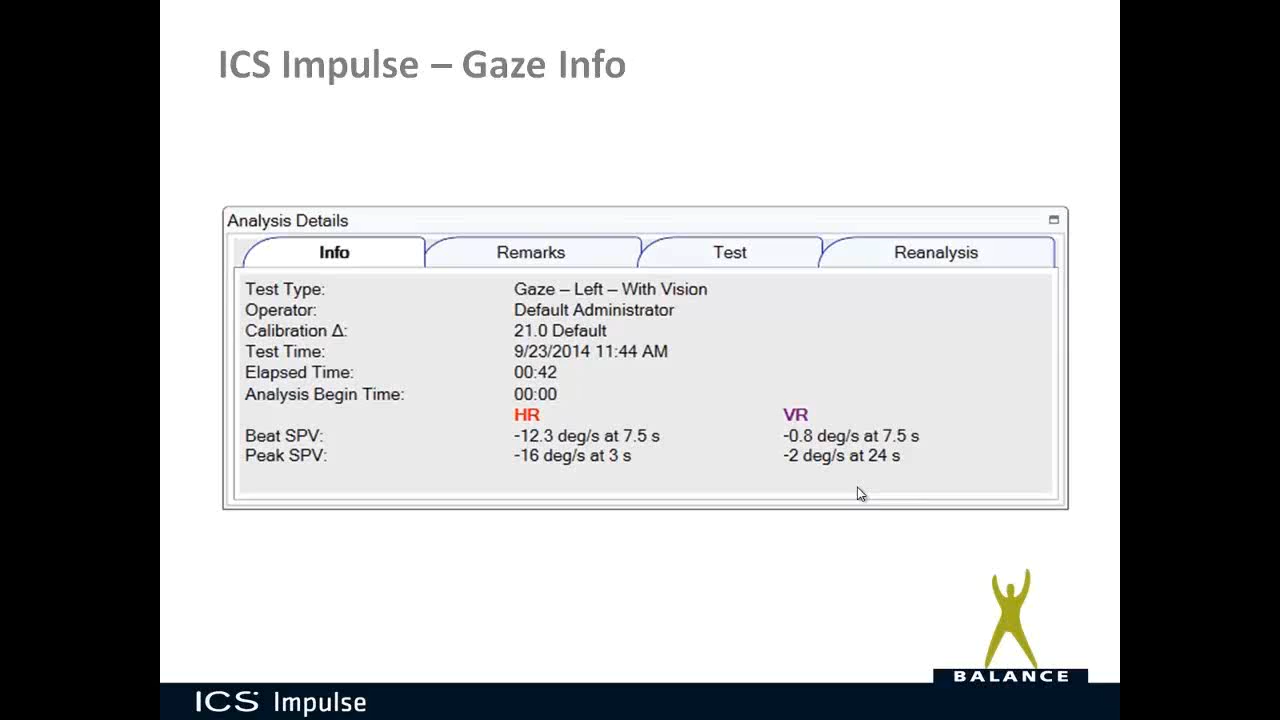 ICS Impulse – Gaze Info
Analysis Details
Info Remarks Test Reanalysis
Test Type: Gaze – Left – With Vision
Operator: Default Administrator
Calibration Δ: 21.0 Default
Test Time: 9/23/2014 11:44 AM
Elapsed Time: 00:42
Analysis Begin Time: 00:00
HR VR
Beat SPV: -12.3 deg/s at 7.5 s -0.8 deg/s at 7.5 s
Peak SPV: -16 deg/s at 3 s -2 deg/s at 24 s
BALANCE
ICS Impulse